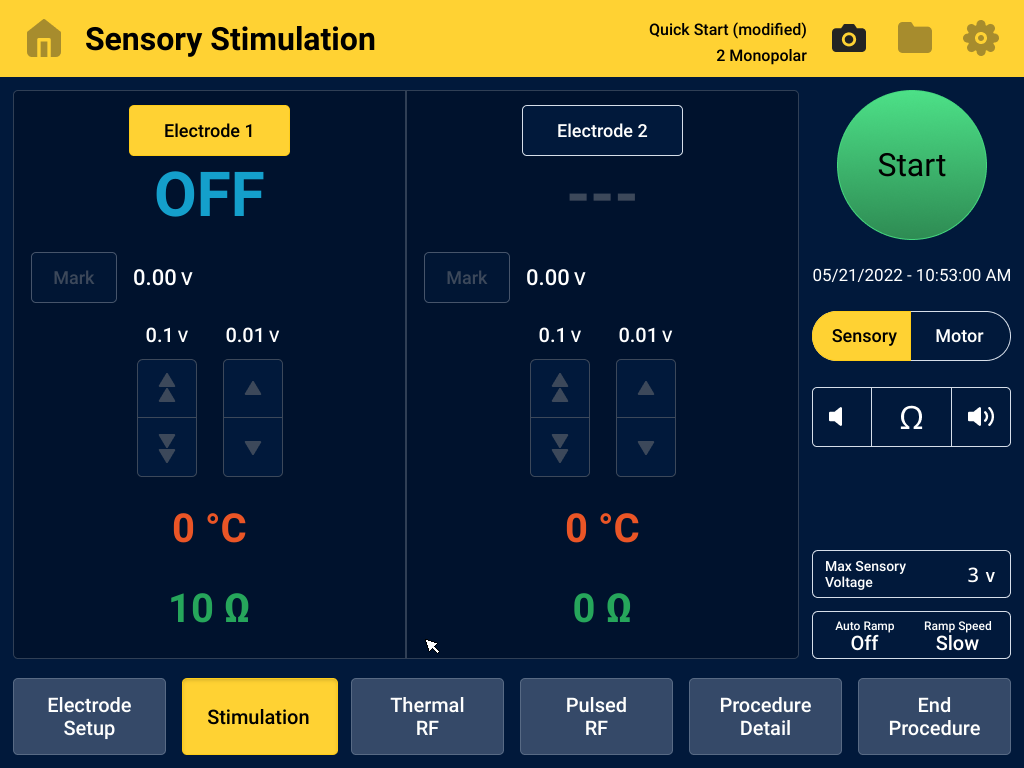 Sensory Stimulation
Quick Start (modified)
2 Monopolar
Electrode 1
OFF
Mark
0.00 V
0.1 V
0.01 V
0 °C
10 Ω
Electrode 2
---
Mark
0.00 V
0.1 V
0.01 V
0 °C
0 Ω
Start
05/21/2022 - 10:53:00 AM
Sensory
Motor
Ω
Max Sensory
Voltage
3 v
Auto Ramp
Off
Ramp Speed
Slow
Electrode
Setup
Stimulation
Thermal
RF
Pulsed
RF
Procedure
Detail
End
Procedure